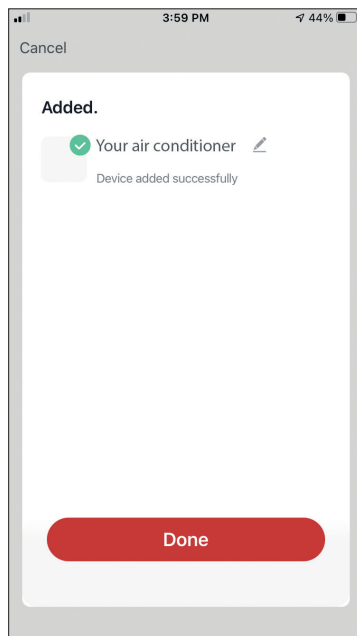 3:59 PM 44%
Cancel
Added.
Your air conditioner
Device added successfully
Done